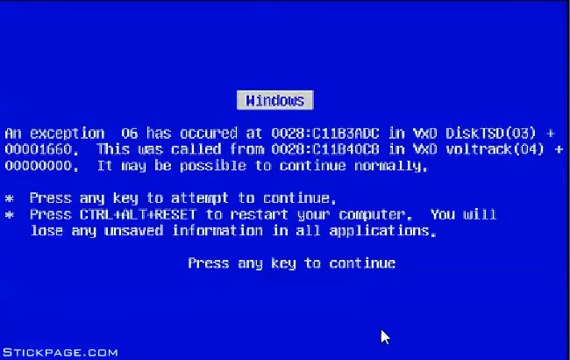 Windows
An exception 06 has occured at 0028:C11B3ADC in VxD DiskTSD(03) +
00001660. This was called from 0028:C11B40C8 in VxD voltrack(04) +
00000000. It may be possible to continue normally.
* Press any key to attempt to continue.
* Press CTRL+ALT+RESET to restart your computer. You will
lose any unsaved information in all applications.
Press any key to continue
STICKPAGE.COM